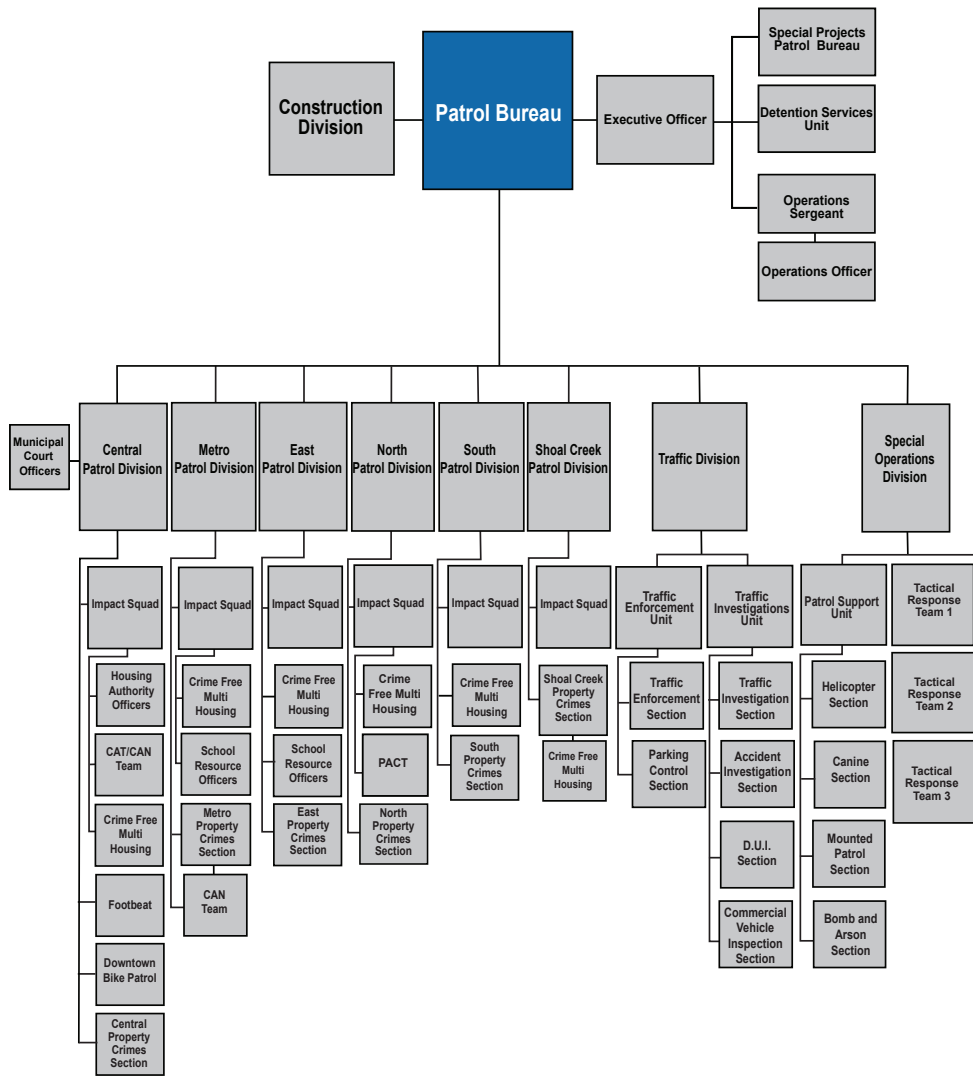 Special Projects
Patrol Bureau
Construction
Division
Patrol Bureau
Executive Officer
Detention Services
Unit
Operations
Sergeant
Operations Officer
Municipal
Court
Officers
Central
Patrol Division
Metro
Patrol Division
East
Patrol Division
North
Patrol Division
South
Patrol Division
Shoal Creek
Patrol Division
Traffic Division
Special
Operations
Division
Impact Squad
Impact Squad
Impact Squad
Impact Squad
Impact Squad
Impact Squad
Traffic
Enforcement
Unit
Traffic
Investigations
Unit
Patrol Support
Unit
Tactical
Response
Team 1
Housing
Authority
Officers
Crime Free
Multi
Housing
Crime Free
Multi
Housing
Crime
Free Multi
Housing
Crime Free
Multi
Housing
Shoal Creek
Property
Crimes
Section
Traffic
Enforcement
Section
Traffic
Investigation
Section
Helicopter
Section
Tactical
Response
Team 2
CAT/CAN
Team
School
Resource
Officers
School
Resource
Officers
PACT
South
Property
Crimes
Section
Crime Free
Multi
Housing
Parking
Control
Section
Accident
Investigation
Section
Canine
Section
Tactical
Response
Team 3
Crime Free
Multi
Housing
Metro
Property
Crimes
Section
East
Property
Crimes
Section
North
Property
Crimes
Section
D.U.I.
Section
Mounted
Patrol
Section
Footbeat
CAN
Team
Commercial
Vehicle
Inspection
Section
Bomb and
Arson
Section
Downtown
Bike Patrol
Central
Property
Crimes
Section